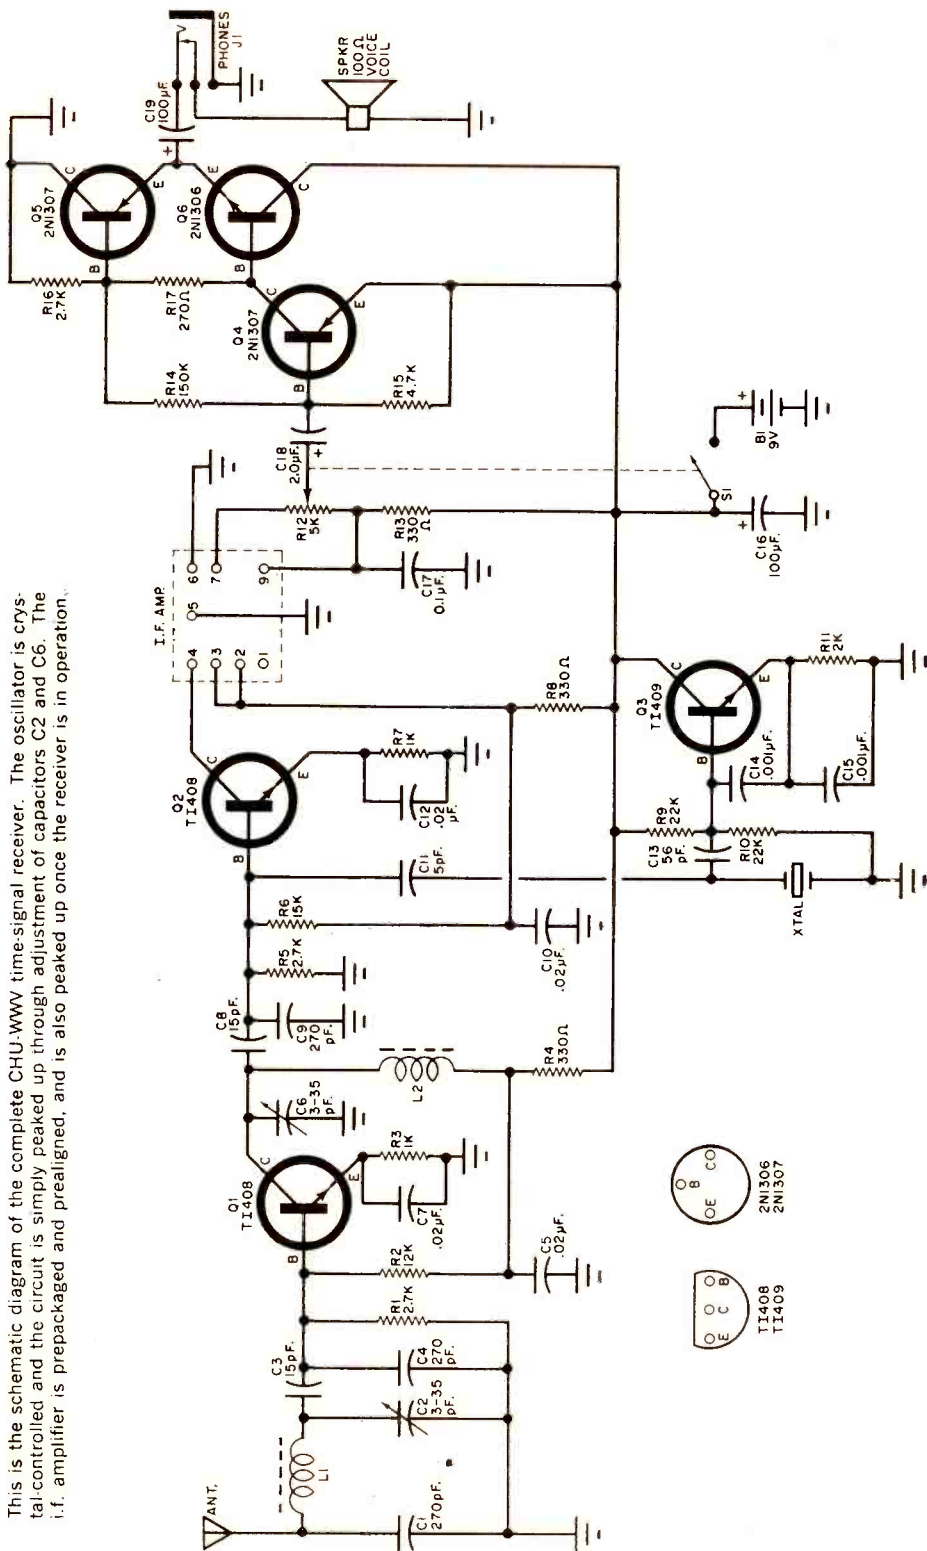 This is the schematic diagram of the complete CHU-WWV time-signal receiver. The oscillator is crys-
tal-controlled and the circuit is simply peaked up through adjustment of capacitors C2 and C6. The
i.f. amplifier is prepackaged and prealigned, and is also peaked up once the receiver is in operation.
ANT.
C1
270pF.
L1
C2
3-35
pF.
C3
15pF.
C4
270
pF.
R1
2.7K
R2
12K
C5
.02µF.
B
C
E
Q1
TI408
C7
.02µF.
R3
1K
C6
3-35
pF.
L2
R4
330Ω
C8
15pF.
C9
270
pF.
R5
2.7K
R6
15K
C10
.02µF.
C11
5pF.
B
C
E
Q2
TI408
C12
.02
µF.
R7
1K
R8
330Ω
I.F. AMP.
4
3
2
1
5
6
7
9
R12
5K
C17
0.1µF.
R13
330
Ω
C18
2.0µF.
+
R14
150K
R15
4.7K
B
C
E
Q4
2N1307
R16
2.7K
R17
270Ω
B
C
E
Q5
2N1307
B
E
C
Q6
2N1306
+
C19
100µF.
PHONES
J1
SPKR
100Ω
VOICE
COIL
XTAL
C13
56
pF.
R9
22K
R10
22K
C14
.001µF.
C15
.001µF.
B
C
E
Q3
TI409
R11
2K
+
C16
100µF.
S1
+
B1
9V
E
C
B
TI408
TI409
E
B
C
2N1306
2N1307